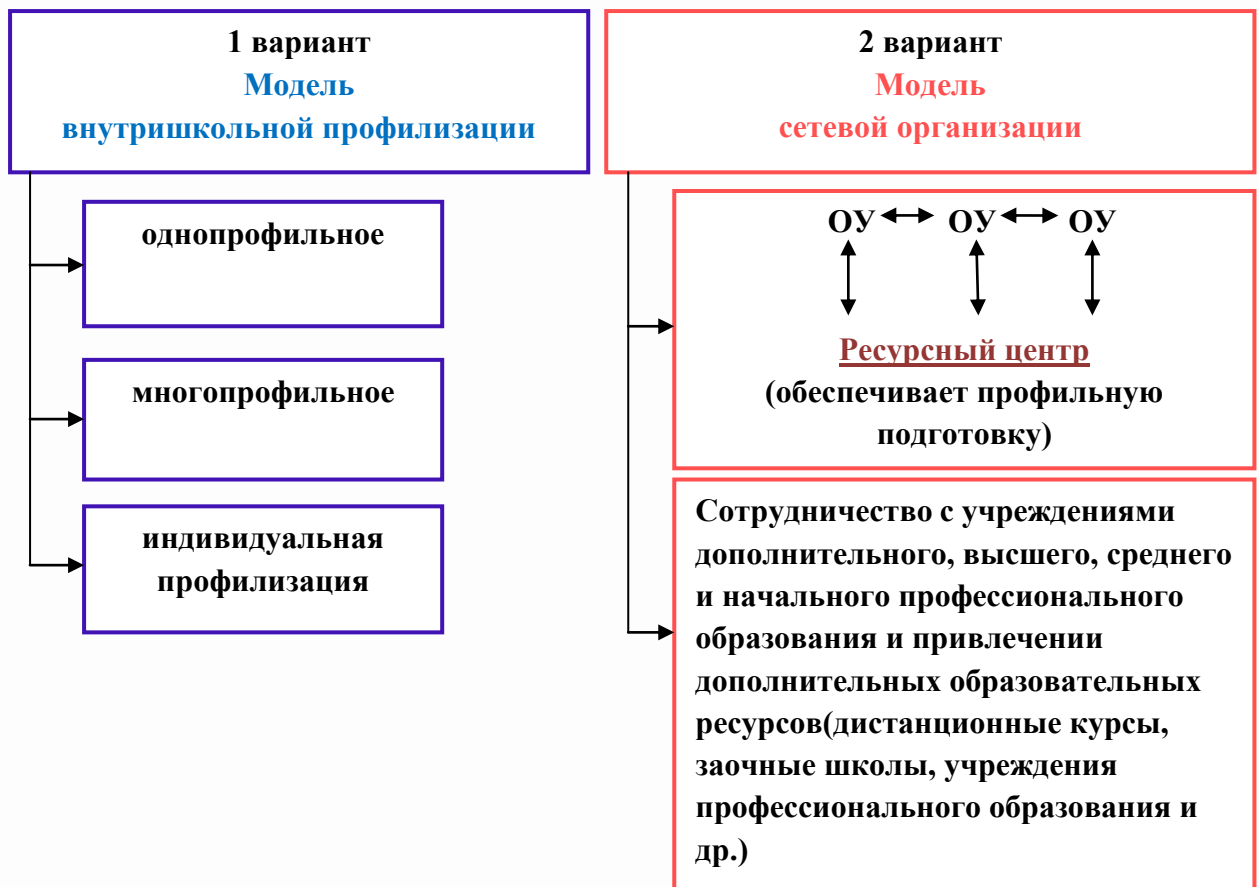 1 вариант
Модель
внутришкольной профилизации
однопрофильное
многопрофильное
индивидуальная
профилизация
2 вариант
Модель
сетевой организации
ОУ ОУ ОУ
Ресурсный центр
(обеспечивает профильную
подготовку)
Сотрудничество с учреждениями
дополнительного, высшего, среднего
и начального профессионального
образования и привлечении
дополнительных образовательных
ресурсов(дистанционные курсы,
заочные школы, учреждения
профессионального образования и
др.)